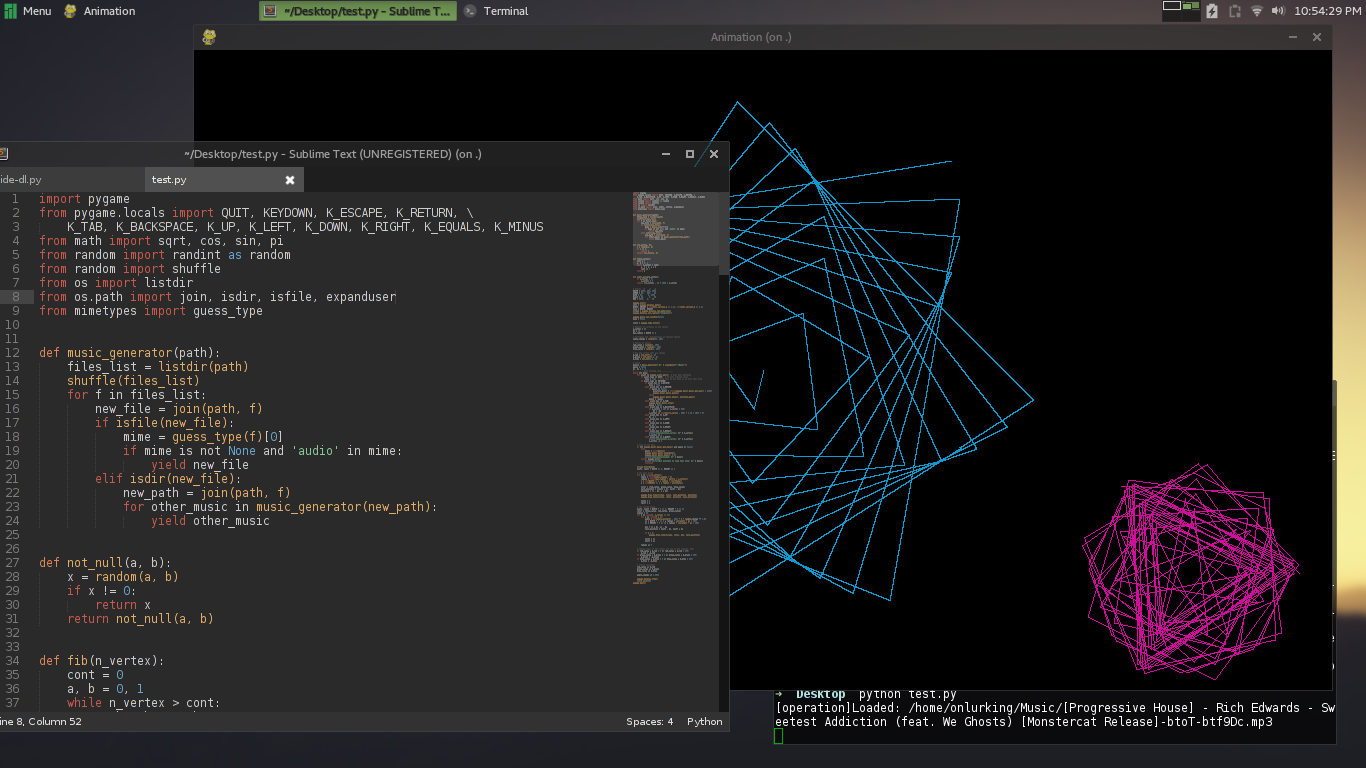 Menu Animation ~/Desktop/test.py - Sublime T... Terminal 10:54:29 PM
Animation (on .)
~/Desktop/test.py - Sublime Text (UNREGISTERED) (on .)
ide-dl.py test.py
1 import pygame
2 from pygame.locals import QUIT, KEYDOWN, K_ESCAPE, K_RETURN, \
3 K_TAB, K_BACKSPACE, K_UP, K_LEFT, K_DOWN, K_RIGHT, K_EQUALS, K_MINUS
4 from math import sqrt, cos, sin, pi
5 from random import randint as random
6 from random import shuffle
7 from os import listdir
8 from os.path import join, isdir, isfile, expanduser
9 from mimetypes import guess_type
10
11
12 def music_generator(path):
13 files_list = listdir(path)
14 shuffle(files_list)
15 for f in files_list:
16 new_file = join(path, f)
17 if isfile(new_file):
18 mime = guess_type(f)[0]
19 if mime is not None and 'audio' in mime:
20 yield new_file
21 elif isdir(new_file):
22 new_path = join(path, f)
23 for other_music in music_generator(new_path):
24 yield other_music
25
26
27 def not_null(a, b):
28 x = random(a, b)
29 if x != 0:
30 return x
31 return not_null(a, b)
32
33
34 def fib(n_vertex):
35 cont = 0
36 a, b = 0, 1
37 while n_vertex > cont:
ine 8, Column 52 Spaces: 4 Python
→ Desktop python test.py
[operation]Loaded: /home/onlurking/Music/[Progressive House] - Rich Edwards - Sw
eetest Addiction (feat. We Ghosts) [Monstercat Release]-btoT-btf9Dc.mp3